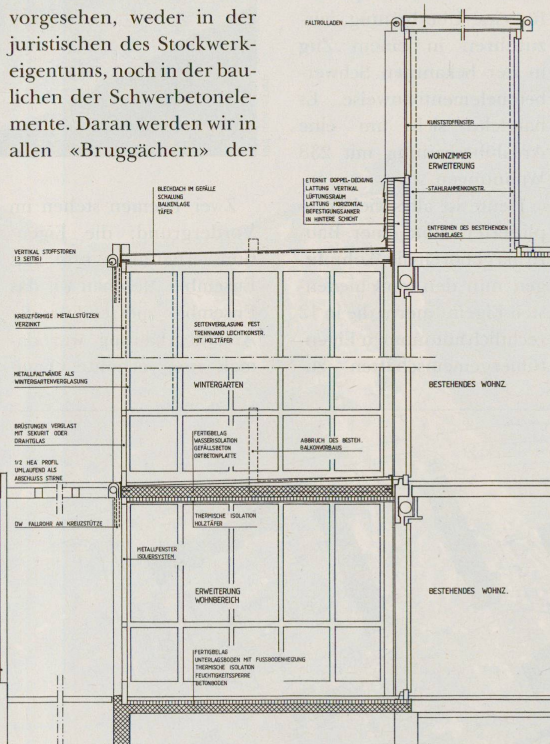 vorgesehen, weder in der
juristischen des Stockwerk-
eigentums, noch in der bau-
lichen der Schwerbetonele-
mente. Daran werden wir in
allen «Bruggächern» der
FALTROLLADEN
KUNSTSTOFFENSTER
WOHNZIMMER
ERWEITERUNG
STAHLRAHMENKONSTR.
ENTFERNEN DES BESTEHENDEN
DACHBELAGES
ETERNIT DOPPEL-DECKUNG
LATTUNG VERTIKAL
LÜFTUNGSRAUM
LATTUNG HORIZONTAL
BEFESTIGUNGSANKER
IN HINTERE SCHICHT
BLECHDACH IM GEFÄLLE
SCHALUNG
BALKENLAGE
TÄFER
VERTIKAL STOFFSTOREN
(3 SEITIG)
KREUZFÖRMIGE METALLSTÜTZEN
VERZINKT
SEITENVERGLASUNG FEST
TRENNWAND LEICHTKONSTR.
MIT HOLZTÄFER
METALLFALTWÄNDE ALS
WINTERGARTENVERGLASUNG
WINTERGARTEN
BESTEHENDES WOHNZ.
BRÜSTUNGEN VERGLAST
MIT SEKURIT ODER
DRAHTGLAS
FERTIGBELAG
WASSERISOLATION
GEFÄLLSBETON
ORTBETONPLATTE
ABBRUCH DES BESTEH.
BALKONVORBAUS
1/2 HEA PROFIL
UMLAUFEND ALS
ABSCHLUSS STIRNE
DW FALLROHR AN KREUZSTÜTZE
THERMISCHE ISOLATION
HOLZTÄFER
METALLFENSTER
ISOLIERSYSTEM
ERWEITERUNG
WOHNBEREICH
BESTEHENDES WOHNZ.
FERTIGBELAG
UNTERLAGSBODEN MIT FUSSBODENHEIZUNG
THERMISCHE ISOLATION
FEUCHTIGKEITSSPERRE
BETONBODEN